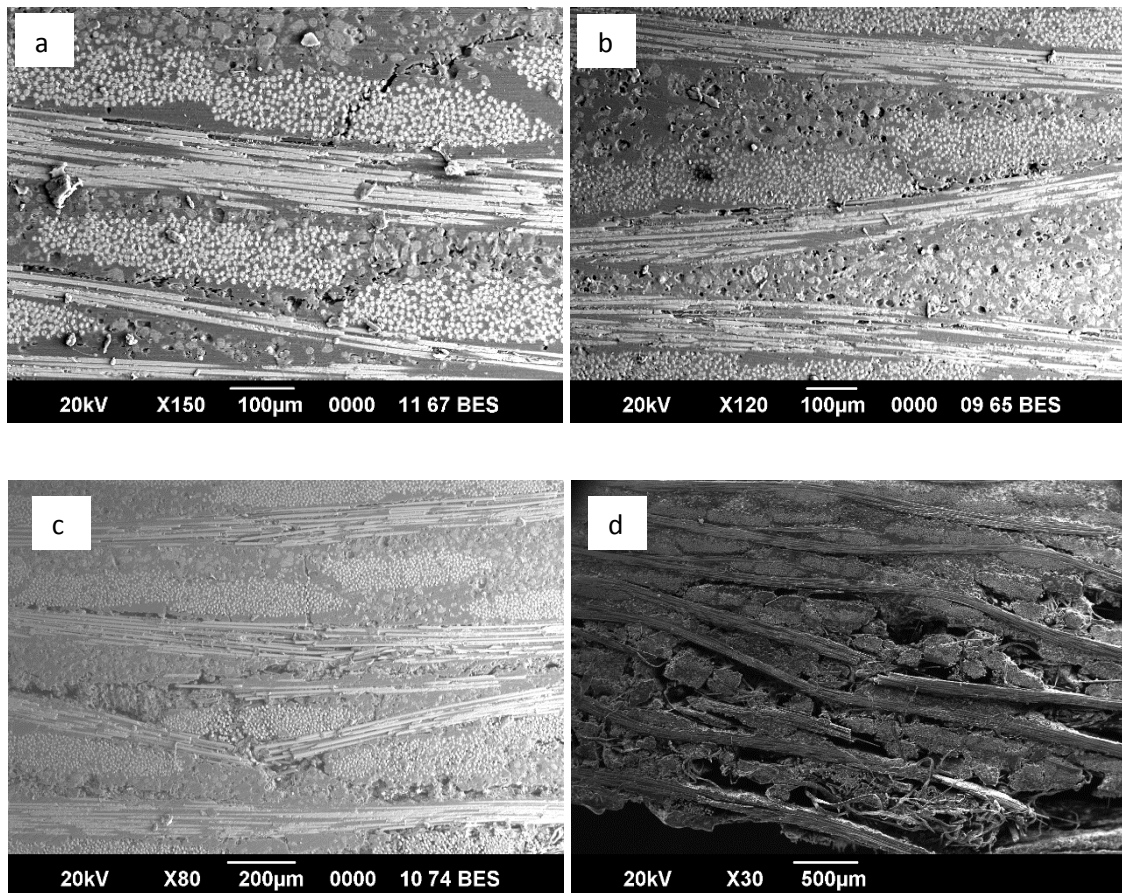 a
b
20kV X150 100µm 0000 11 67 BES
20kV X120 100µm 0000 09 65 BES
c
d
20kV X80 200µm 0000 10 74 BES
20kV X30 500µm